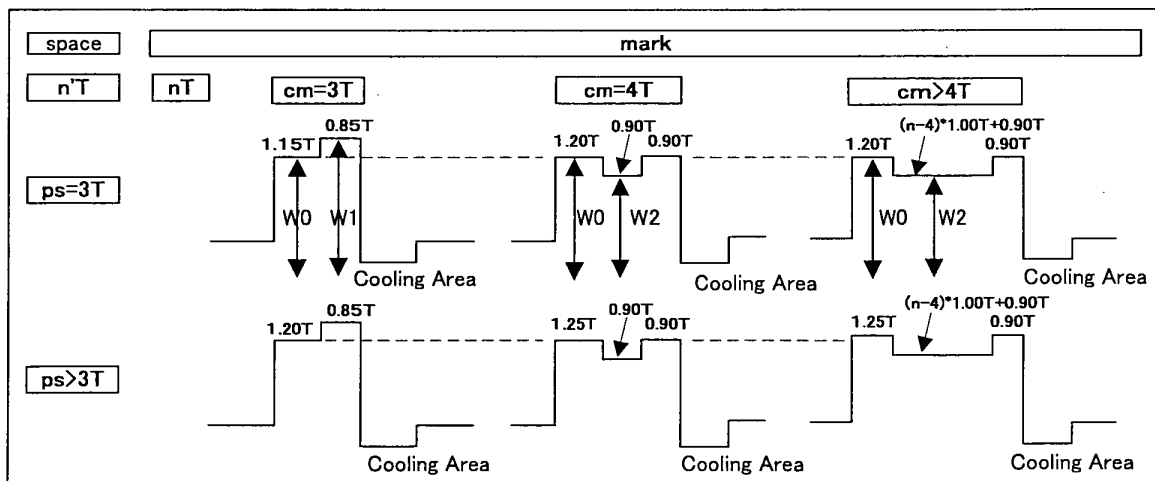 space
mark
n'T
nT
cm=3T
cm=4T
cm>4T
0.85T
1.15T
0.90T
1.20T
0.90T
(n-4)*1.00T+0.90T
1.20T
0.90T
ps=3T
W0
W1
W0
W2
W0
W2
Cooling Area
Cooling Area
Cooling Area
0.85T
1.20T
0.90T
1.25T
0.90T
(n-4)*1.00T+0.90T
1.25T
0.90T
ps>3T
Cooling Area
Cooling Area
Cooling Area